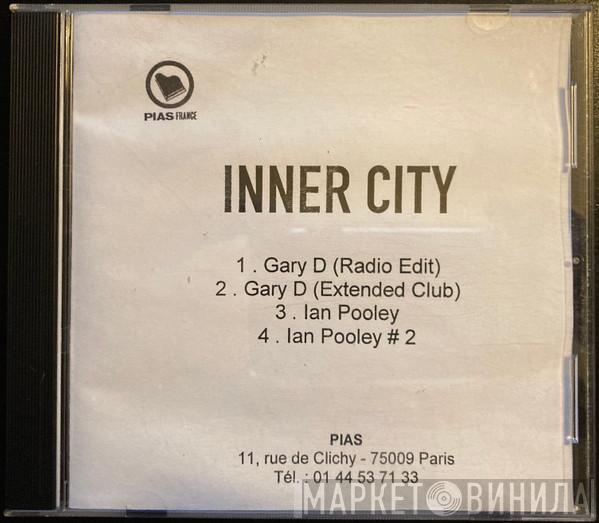 PIAS FRANCE
INNER CITY
1 . Gary D (Radio Edit)
2 . Gary D (Extended Club)
3 . Ian Pooley
4 . Ian Pooley # 2
PIAS
11, rue de Clichy - 75009 Paris
Tél. : 01 44 53 71 33
МАРКЕТ ВИНИЛА